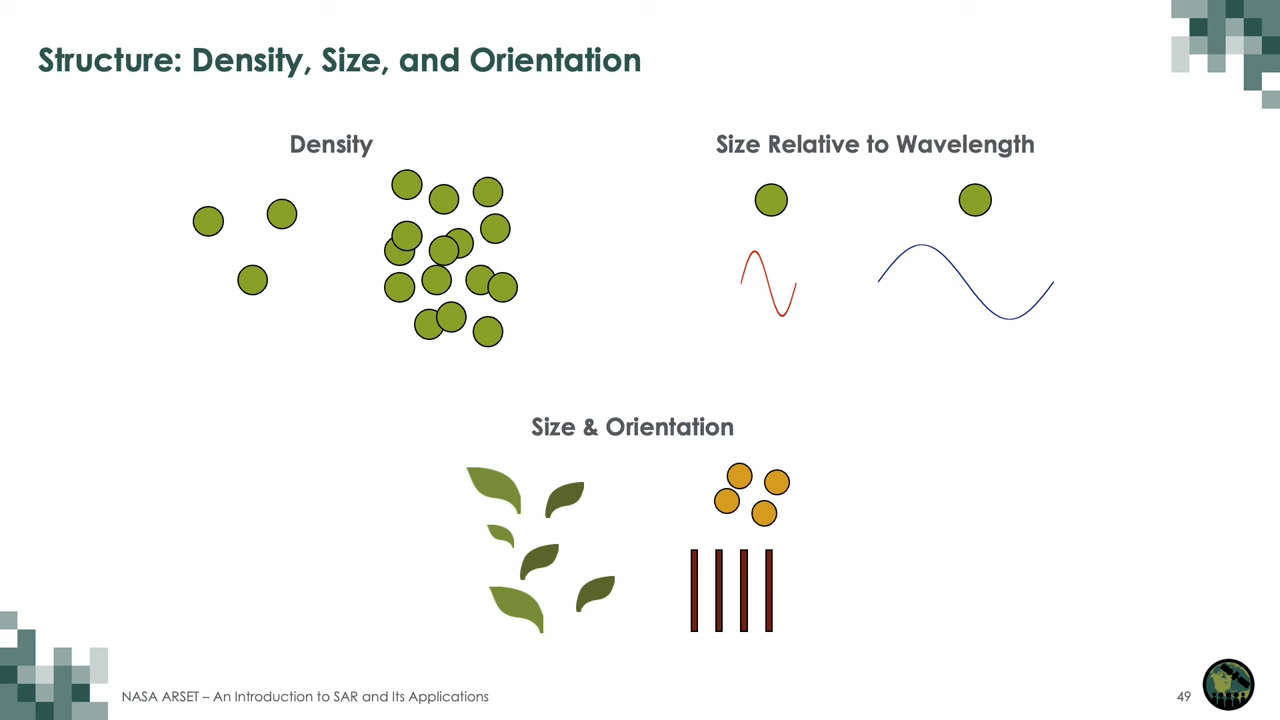 Structure: Density, Size, and Orientation
Density
Size Relative to Wavelength
Size & Orientation
NASA ARSET – An Introduction to SAR and Its Applications
49